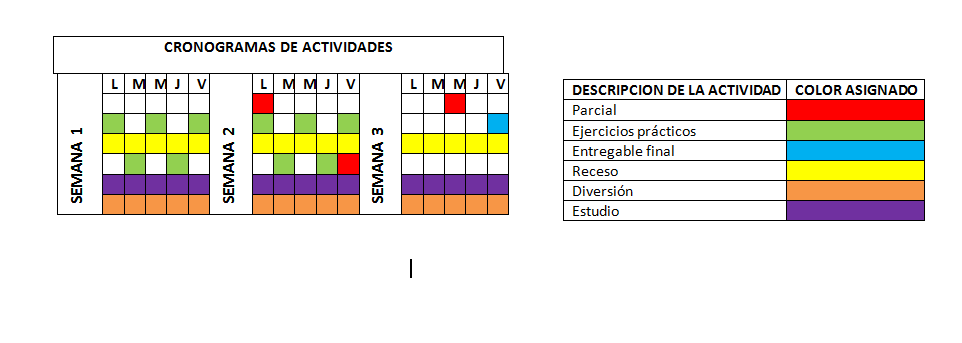 CRONOGRAMAS DE ACTIVIDADES
SEMANA 1
L M M J V
SEMANA 2
L M M J V
SEMANA 3
L M M J V
DESCRIPCION DE LA ACTIVIDAD COLOR ASIGNADO
Parcial
Ejercicios prácticos
Entregable final
Receso
Diversión
Estudio